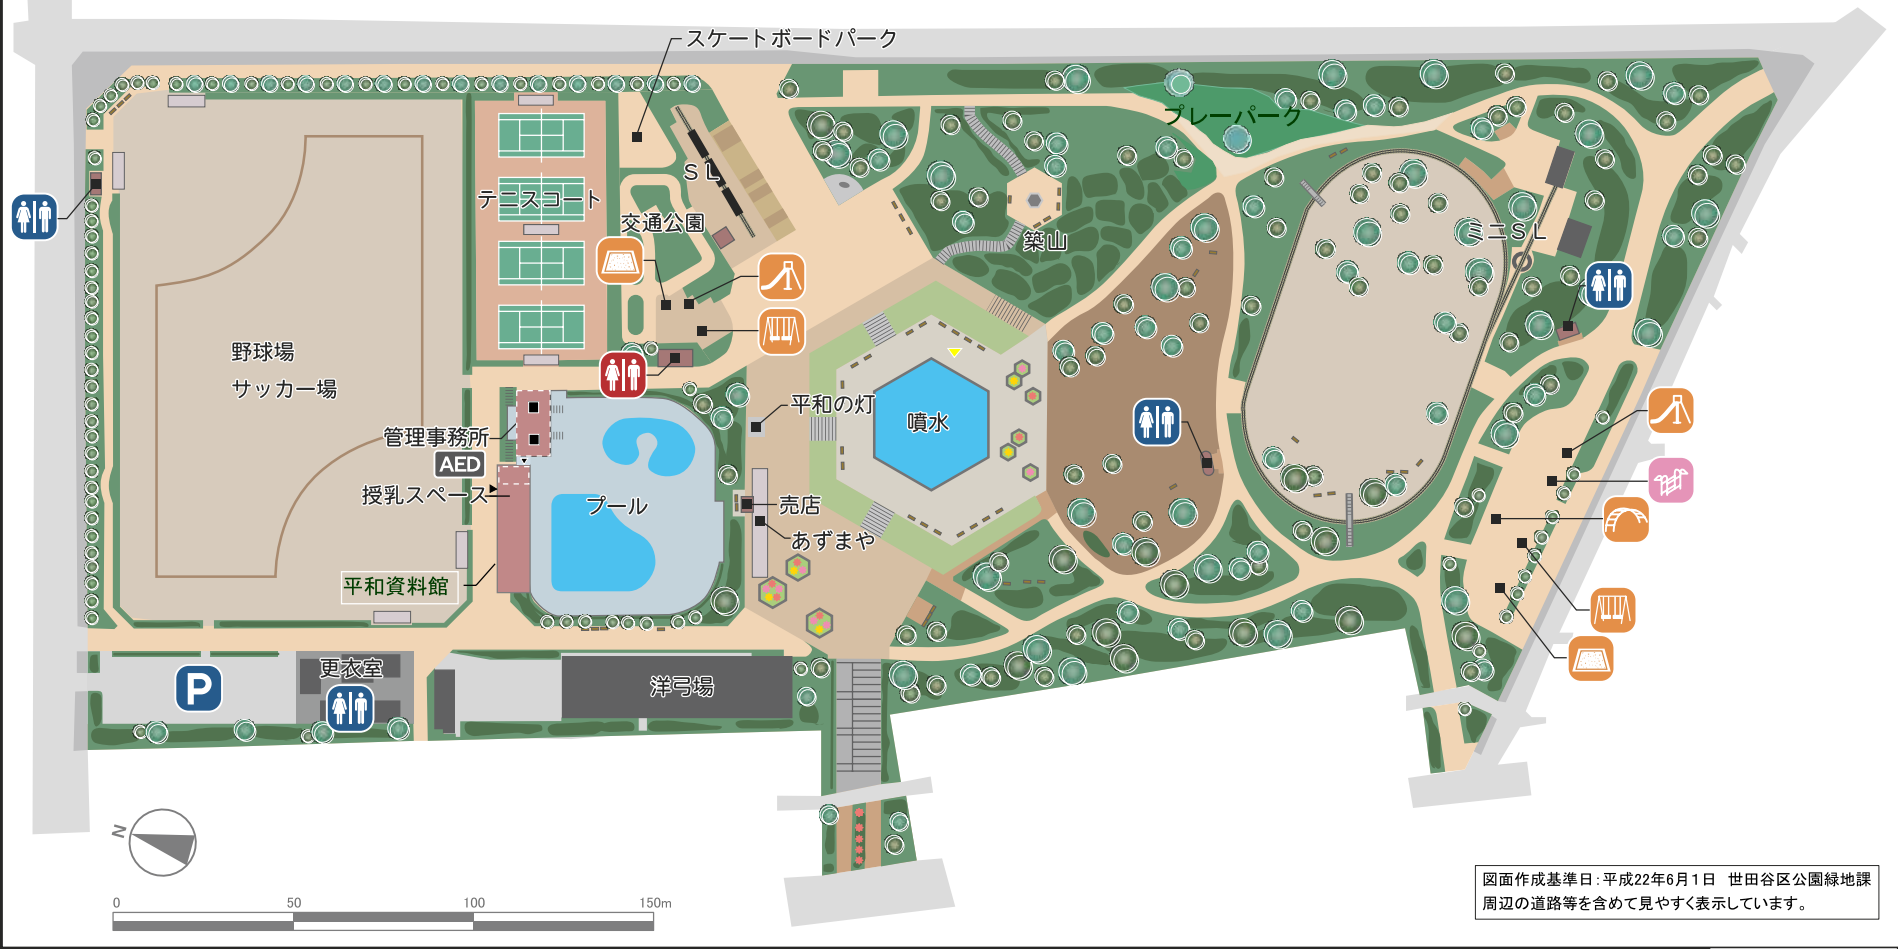 スケートボードパーク
プレーパーク
ＳＬ
テニスコート
交通公園
築山
ミニＳＬ
野球場
サッカー場
平和の灯
噴水
管理事務所
AED
授乳スペース
プール
売店
あずまや
平和資料館
更衣室
P
洋弓場
N
0 50 100 150m
図面作成基準日：平成22年6月1日 世田谷区公園緑地課
周辺の道路等を含めて見やすく表示しています。